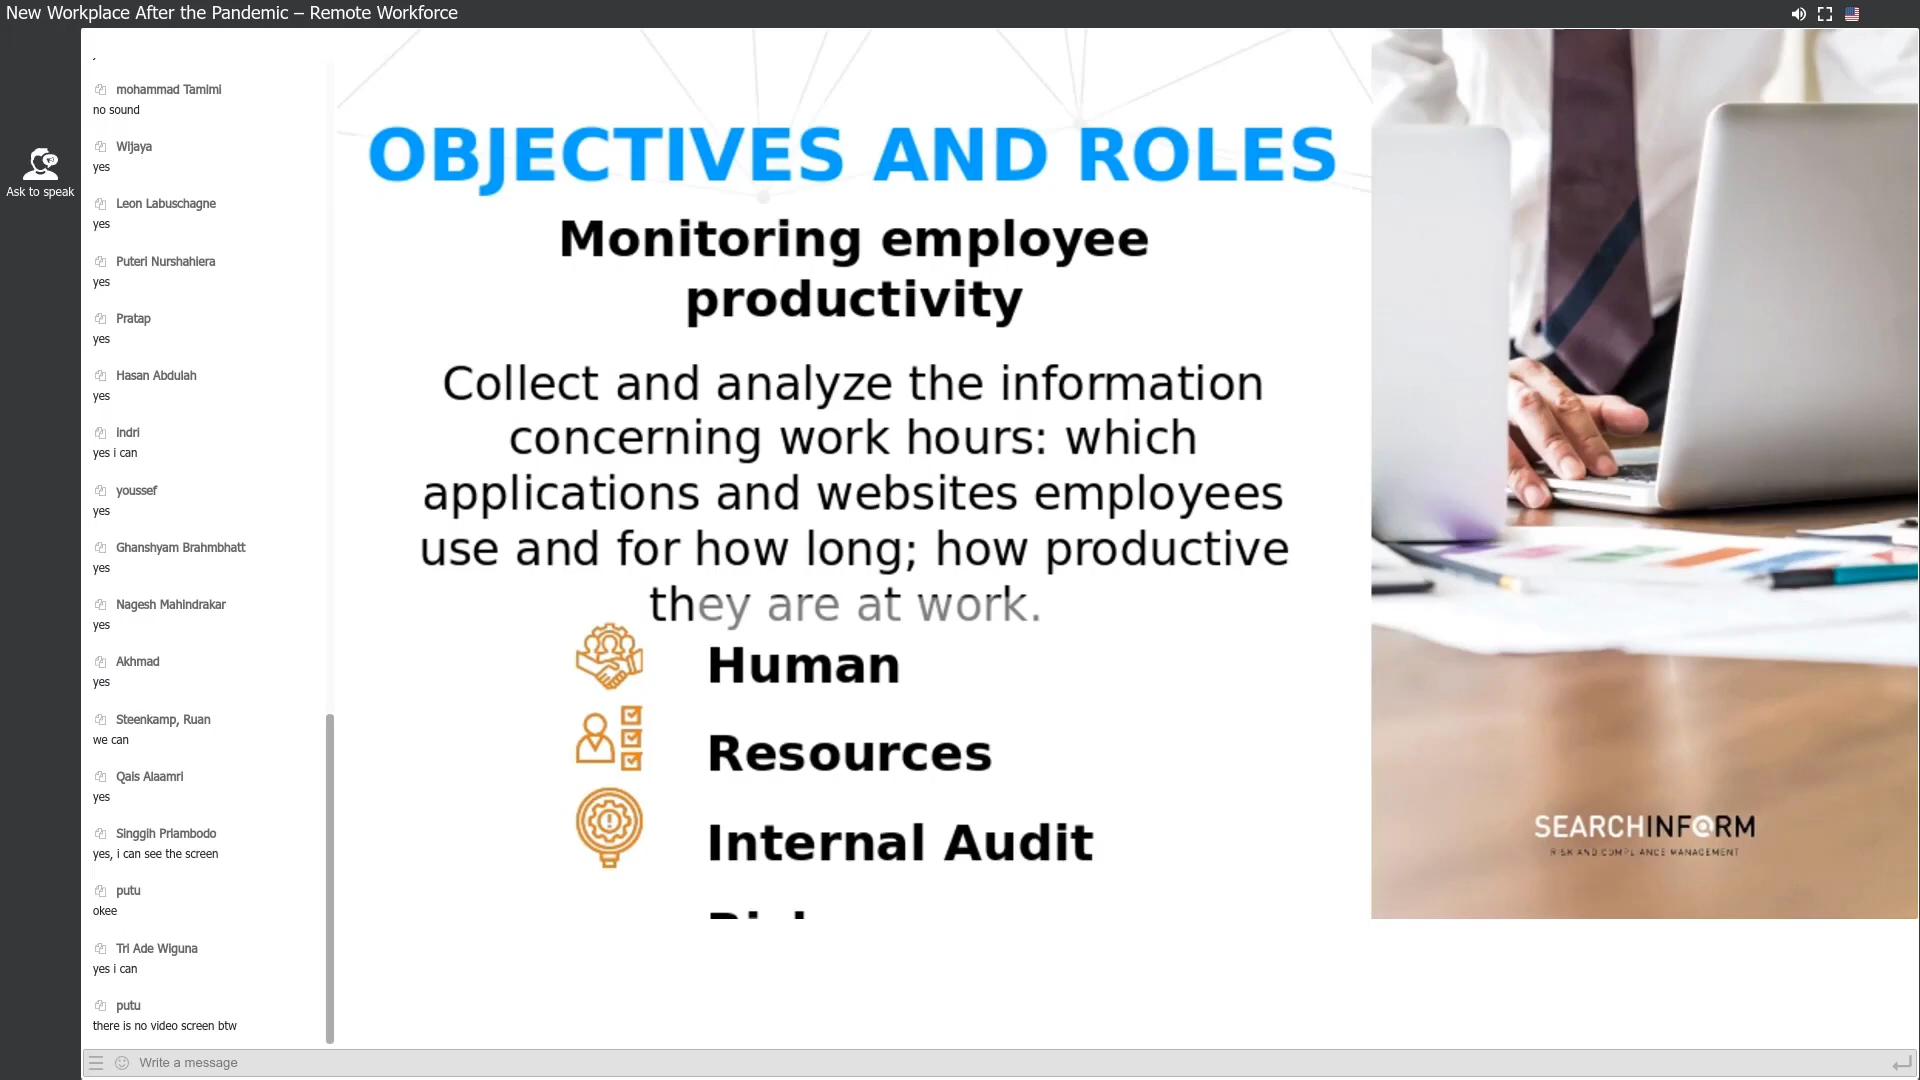 New Workplace After the Pandemic – Remote Workforce
Ask to speak
mohammad Tamimi
no sound
Wijaya
yes
Leon Labuschagne
yes
Puteri Nurshahiera
yes
Pratap
yes
Hasan Abdulah
yes
indri
yes i can
youssef
yes
Ghanshyam Brahmbhatt
yes
Nagesh Mahindrakar
yes
Akhmad
yes
Steenkamp, Ruan
we can
Qais Alaamri
yes
Singgih Priambodo
yes, i can see the screen
putu
okee
Tri Ade Wiguna
yes i can
putu
there is no video screen btw
Write a message
OBJECTIVES AND ROLES
Monitoring employee
productivity
Collect and analyze the information
concerning work hours: which
applications and websites employees
use and for how long; how productive
they are at work.
Human
Resources
Internal Audit
SEARCHINFORM
RISK AND COMPLIANCE MANAGEMENT